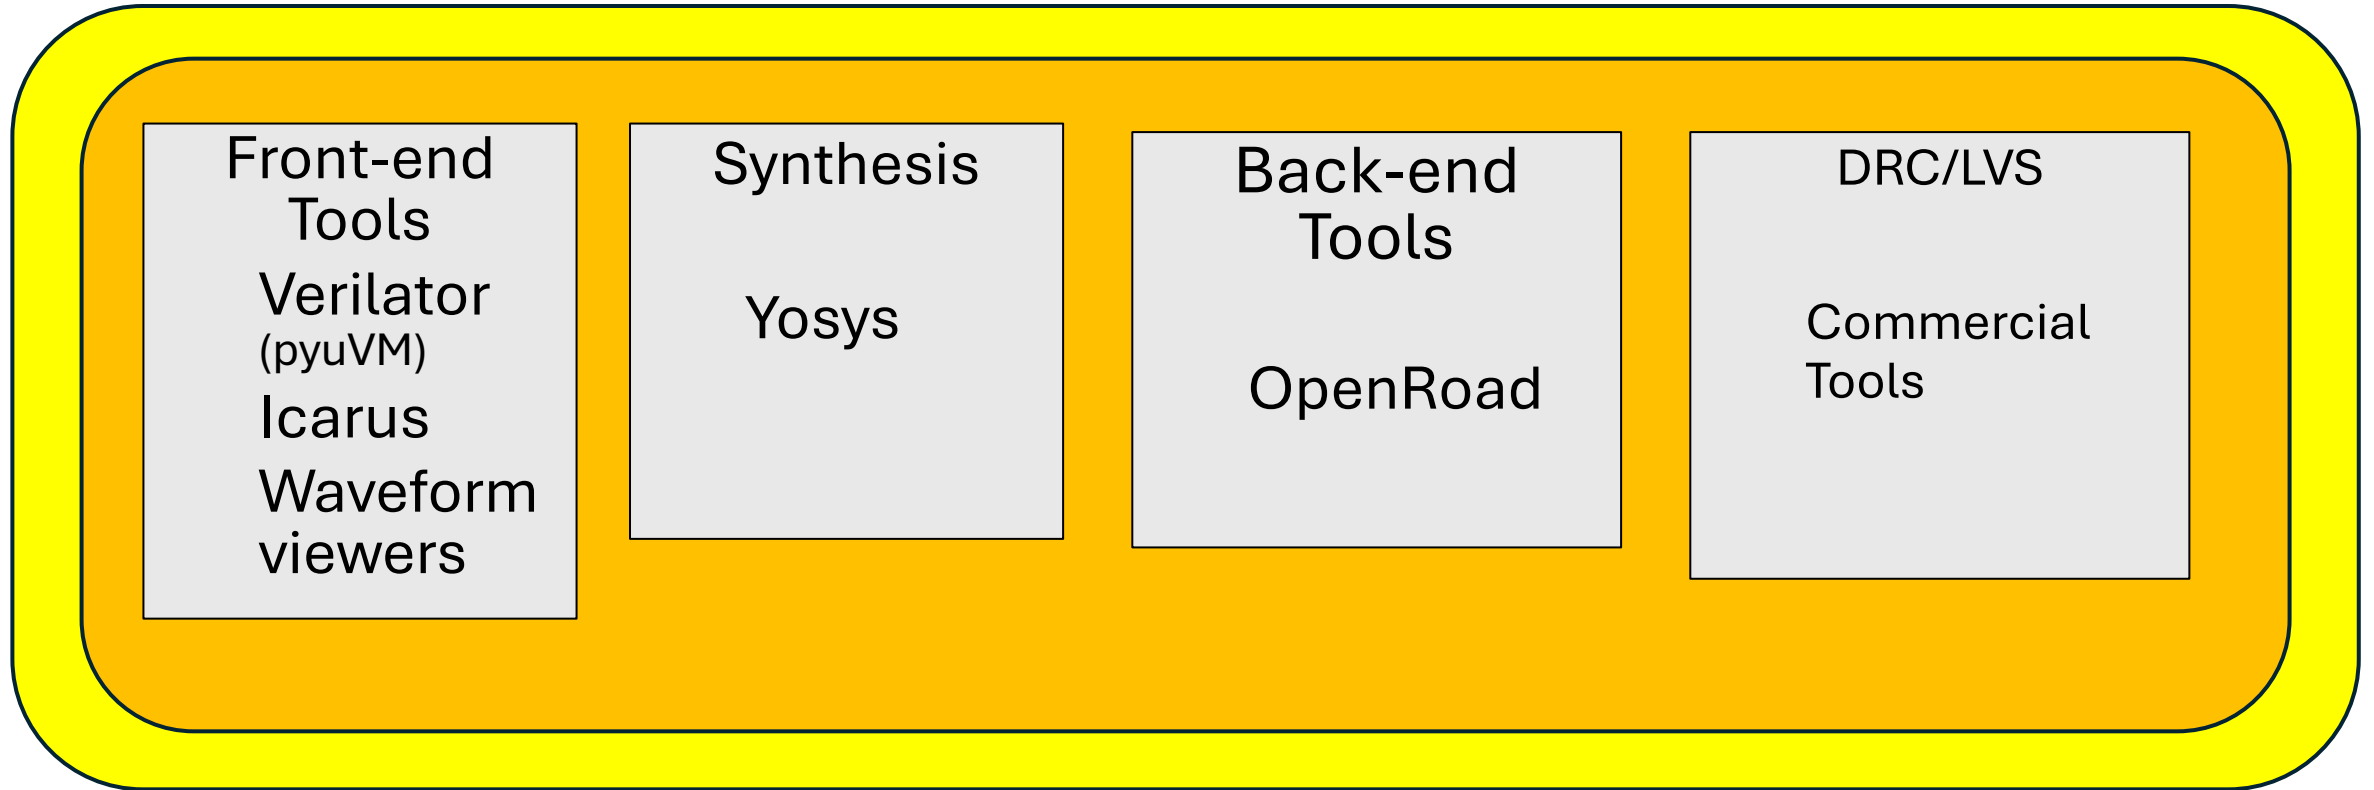 Front-end
Tools
Verilator
(pyuVM)
Icarus
Waveform
viewers
Synthesis
Yosys
Back-end
Tools
OpenRoad
DRC/LVS
Commercial
Tools